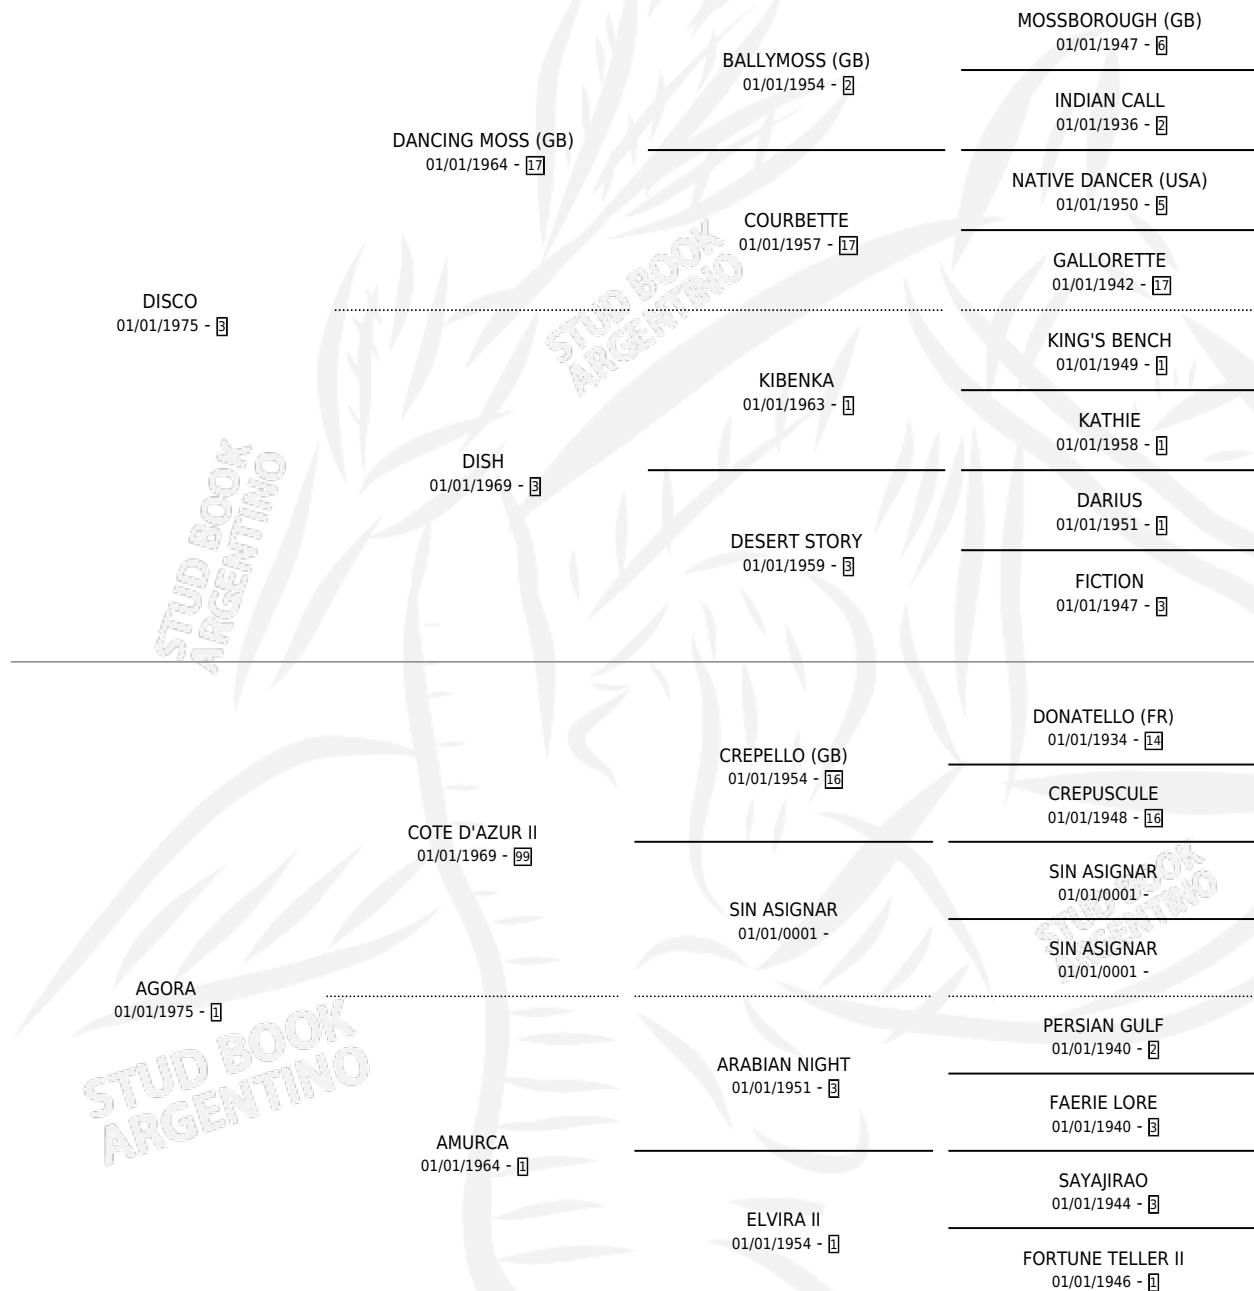 MOSSBOROUGH (GB)
01/01/1947 - 6
BALLYMOSS (GB)
01/01/1954 - 2
INDIAN CALL
01/01/1936 - 2
DANCING MOSS (GB)
01/01/1964 - 17
NATIVE DANCER (USA)
01/01/1950 - 5
COURBETTE
01/01/1957 - 17
GALLORETTE
01/01/1942 - 17
DISCO
01/01/1975 - 3
STUD BOOK
ARGENTINO
KING'S BENCH
01/01/1949 - 1
KIBENKA
01/01/1963 - 1
KATHIE
01/01/1958 - 1
DISH
01/01/1969 - 3
DARIUS
01/01/1951 - 1
DESERT STORY
01/01/1959 - 3
FICTION
01/01/1947 - 3
STUD BOOK
ARGENTINO
DONATELLO (FR)
01/01/1934 - 14
CREPELLO (GB)
01/01/1954 - 16
CREPUSCULE
01/01/1948 - 16
COTE D'AZUR II
01/01/1969 - 99
SIN ASIGNAR
01/01/0001 -
SIN ASIGNAR
01/01/0001 -
SIN ASIGNAR
01/01/0001 -
STUD BOOK
ARGENTINO
AGORA
01/01/1975 - 1
PERSIAN GULF
01/01/1940 - 2
ARABIAN NIGHT
01/01/1951 - 3
FAERIE LORE
01/01/1940 - 3
STUD BOOK
ARGENTINO
AMURCA
01/01/1964 - 1
SAYAJIRAO
01/01/1944 - 3
ELVIRA II
01/01/1954 - 1
FORTUNE TELLER II
01/01/1946 - 1